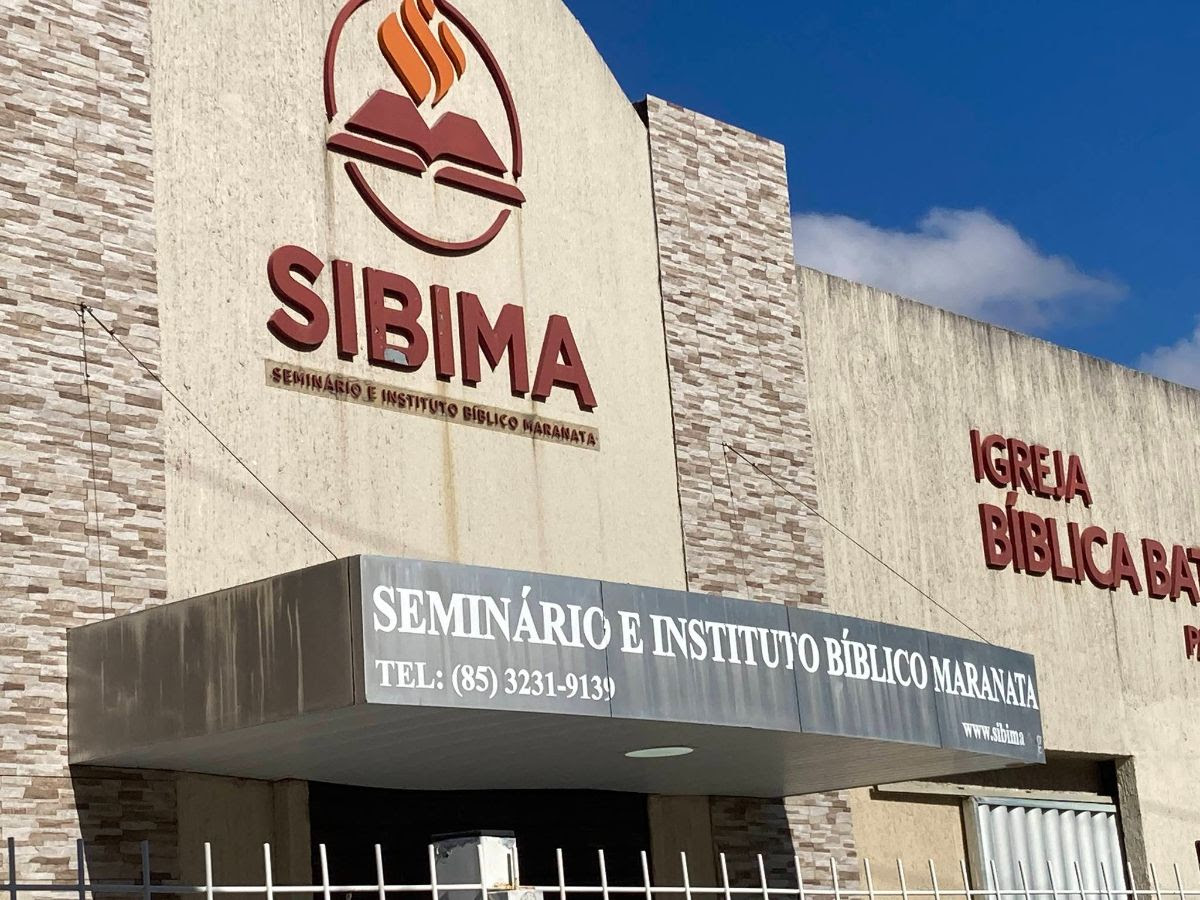 SIBIMA
SEMINÁRIO E INSTITUTO BÍBLICO MARANATA
IGREJA
BÍBLICA
SEMINÁRIO E INSTITUTO BÍBLICO MARANATA
TEL: (85) 3231-9139
www.sibima